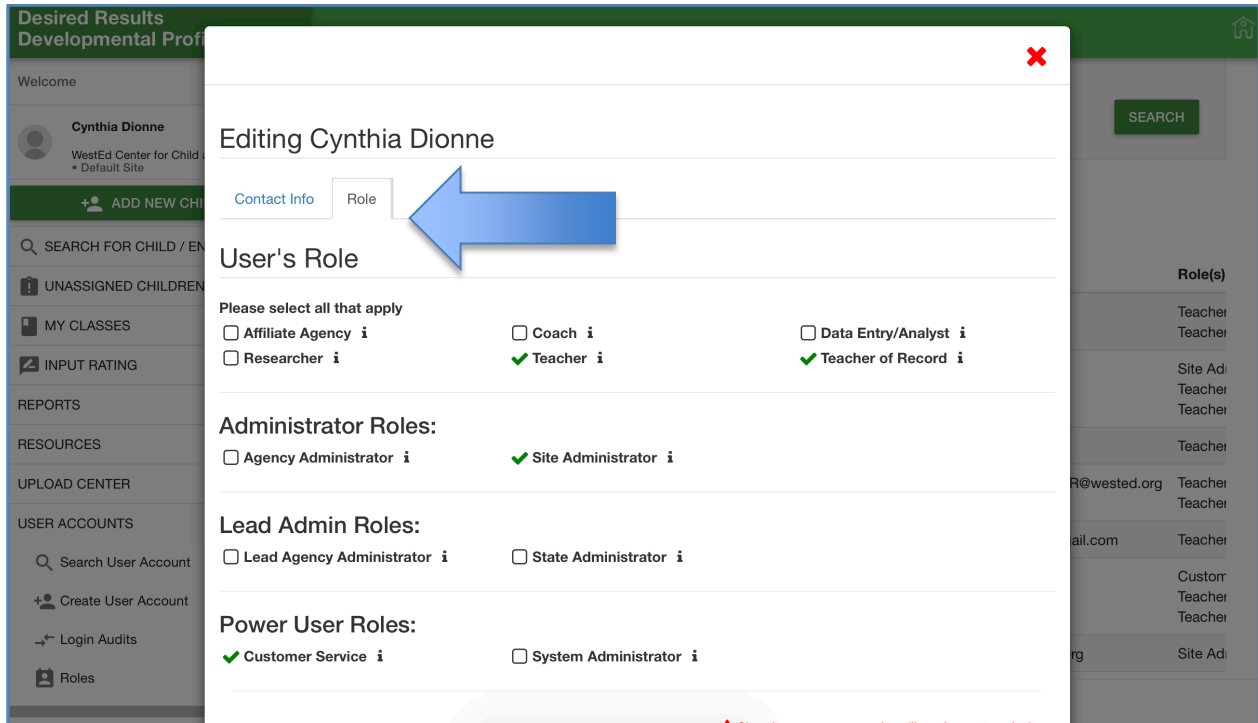 Desired Results
Developmental Profi
Welcome
Cynthia Dionne
WestEd Center for Child
• Default Site
ADD NEW CHI
SEARCH FOR CHILD / EN
UNASSIGNED CHILDREN
MY CLASSES
INPUT RATING
REPORTS
RESOURCES
UPLOAD CENTER
USER ACCOUNTS
Search User Account
Create User Account
Login Audits
Roles
Editing Cynthia Dionne
Contact Info Role
User's Role
Please select all that apply
Affiliate Agency i Coach i Data Entry/Analyst i
Researcher i Teacher i Teacher of Record i
Administrator Roles:
Agency Administrator i Site Administrator i
Lead Admin Roles:
Lead Agency Administrator i State Administrator i
Power User Roles:
Customer Service i System Administrator i
SEARCH
Role(s)
Teacher
Teacher
Site Ad
Teacher
Teacher
Teacher
R@wested.org Teacher
Teacher
ail.com Teacher
Custom
Teacher
Teacher
rg Site Ad